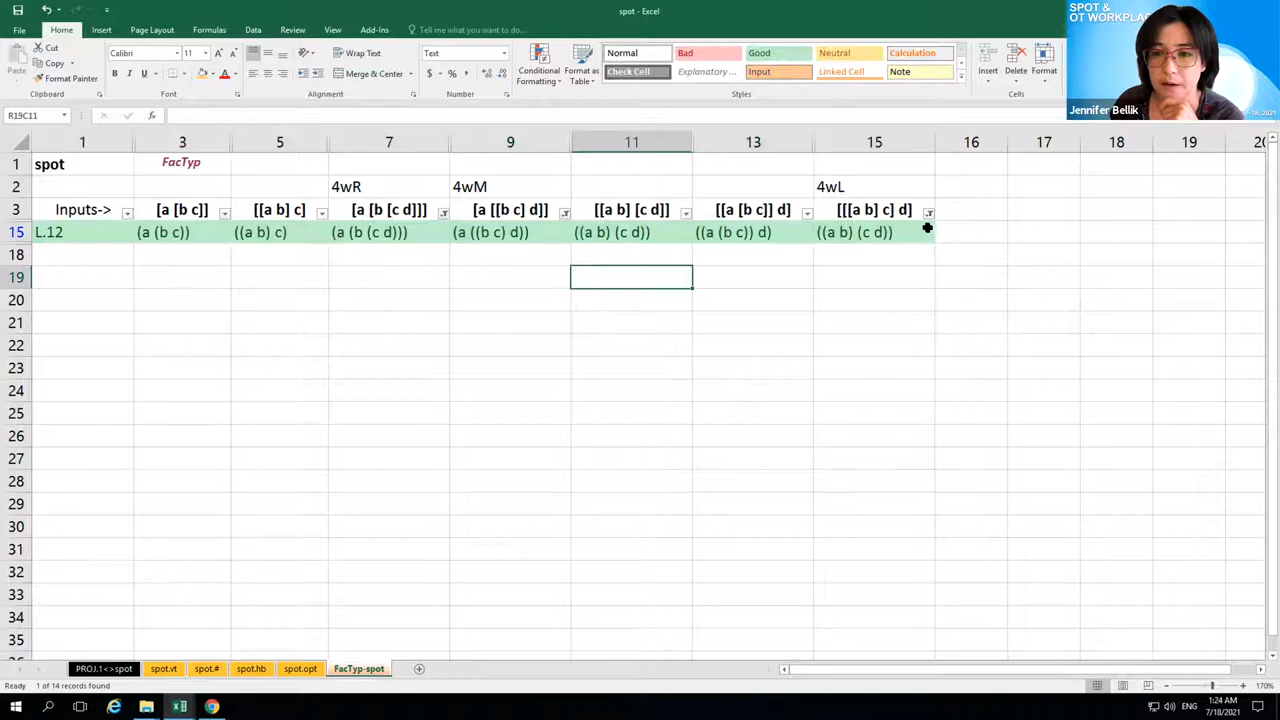 spot - Excel
SPOT &
OT WORKPLACE
Jennifer Bellik
-18-2021
File Home Insert Page Layout Formulas Data Review View Add-Ins Tell me what you want to do...
Paste
Cut
Copy
Format Painter
Clipboard
Calibri 11
B I U
Font
Wrap Text
Merge & Center
Alignment
Text
$ % ,
Number
Conditional Formatting
Format as Table
Normal Bad Good Neutral Calculation
Check Cell Explanatory ... Input Linked Cell Note
Styles
Insert Delete Format
Cells
R19C11 fx
1 3 5 7 9 11 13 15 16 17 18 19 20
1 spot FacTyp
2 4wR 4wM 4wL
3 Inputs-> [a [b c]] [[a b] c] [a [b [c d]]] [a [[b c] d]] [[a b] [c d]] [[a [b c]] d] [[[a b] c] d]
15 L.12 (a (b c)) ((a b) c) (a (b (c d))) (a ((b c) d)) ((a b) (c d)) ((a (b c)) d) ((a b) (c d))
18
19
20
21
22
23
24
25
26
27
28
29
30
31
32
33
34
35
PROJ.1<>spot spot.vt spot.# spot.hb spot.opt FacTyp-spot
Ready 1 of 14 records found 170%
ENG 1:24 AM
7/18/2021